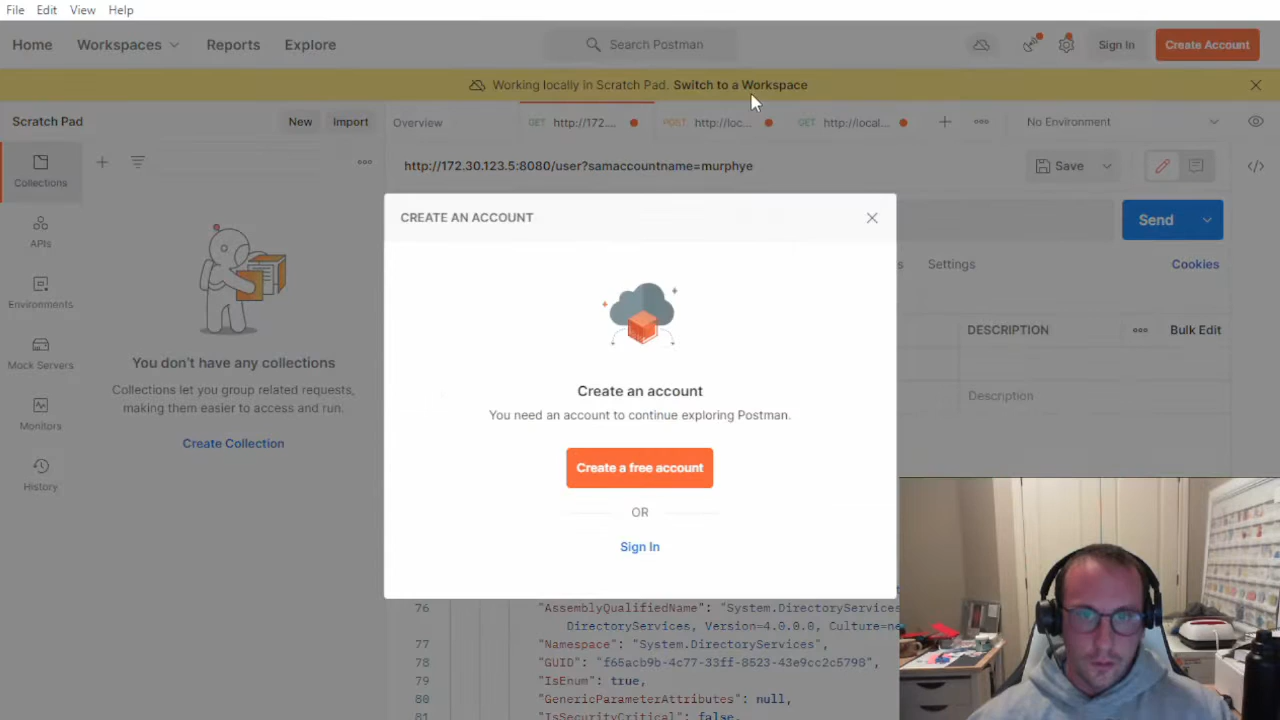 File Edit View Help
Home Workspaces Reports Explore Search Postman Sign In Create Account
Working locally in Scratch Pad. Switch to a Workspace
Scratch Pad New Import Overview GET http://172.... POST http://loc... GET http://local... No Environment
http://172.30.123.5:8080/user?samaccountname=murphye Save
Collections
APIs
Environments
Mock Servers
Monitors
History
You don't have any collections
Collections let you group related requests,
making them easier to access and run.
Create Collection
Send
Settings Cookies
DESCRIPTION Bulk Edit
Description
CREATE AN ACCOUNT
Create an account
You need an account to continue exploring Postman.
Create a free account
OR
Sign In
76 "AssemblyQualifiedName": "System.DirectoryServices
DirectoryServices, Version=4.0.0.0, Culture=ne
77 "Namespace": "System.DirectoryServices",
78 "GUID": "f65acb9b-4c77-33ff-8523-43e9cc2c5798",
79 "IsEnum": true,
80 "GenericParameterAttributes": null,
81 "IsSecurityCritical": false,